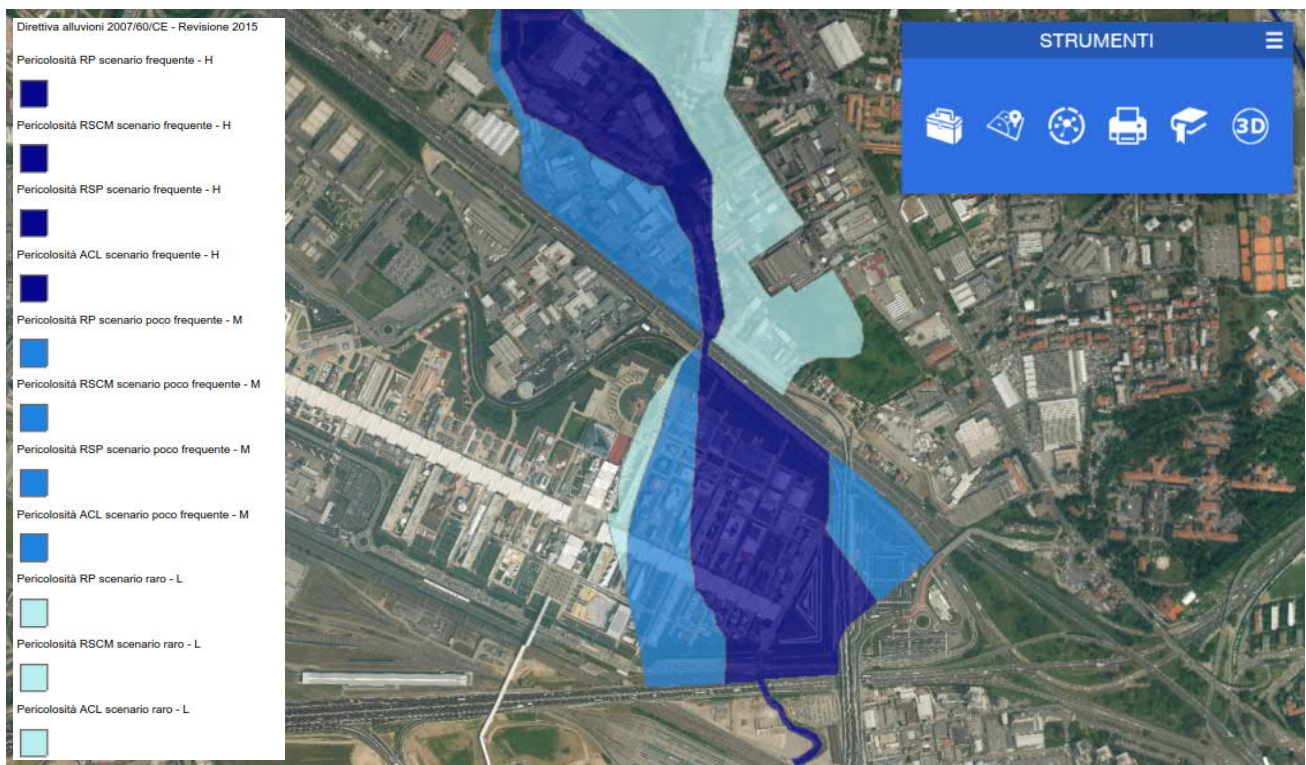 Direttiva alluvioni 2007/60/CE - Revisione 2015
Pericolosità RP scenario frequente - H
Pericolosità RSCM scenario frequente - H
Pericolosità RSP scenario frequente - H
Pericolosità ACL scenario frequente - H
Pericolosità RP scenario poco frequente - M
Pericolosità RSCM scenario poco frequente - M
Pericolosità RSP scenario poco frequente - M
Pericolosità ACL scenario poco frequente - M
Pericolosità RP scenario raro - L
Pericolosità RSCM scenario raro - L
Pericolosità ACL scenario raro - L
STRUMENTI
3D